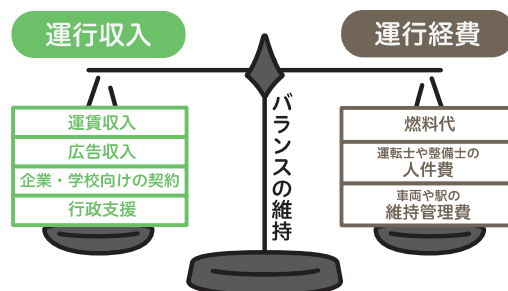 運行収入
運行経費
運賃収入
広告収入
企業・学校向けの契約
行政支援
バランスの維持
燃料代
運転士や整備士の
人件費
車両や駅の
維持管理費